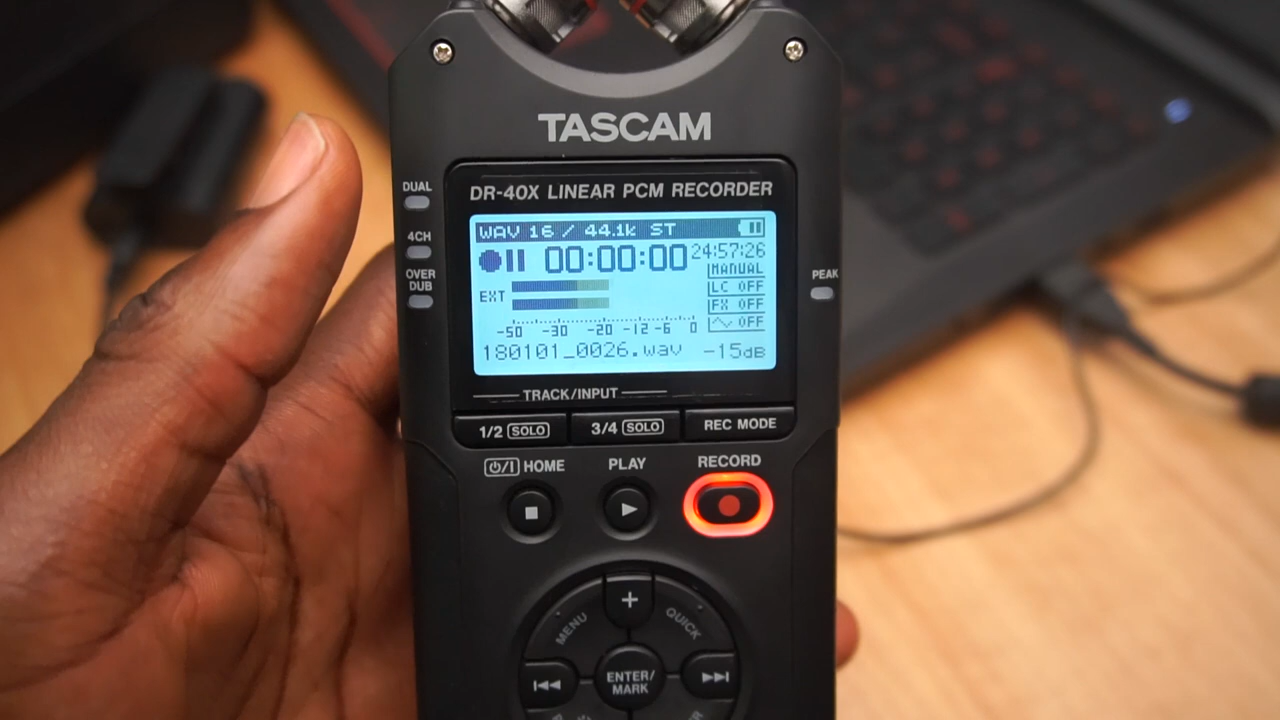 TASCAM
DR-40X LINEAR PCM RECORDER
DUAL
4CH
OVER
DUB
PEAK
WAV 16 / 44.1k ST
00:00:00 24:57:26
MANUAL
LC OFF
EXT
FX OFF
OFF
-50 -30 -20 -12 -6 0
180101_0026.wav -15dB
TRACK/INPUT
1/2 SOLO 3/4 SOLO REC MODE
HOME PLAY RECORD
+
MENU QUICK
ENTER/
MARK